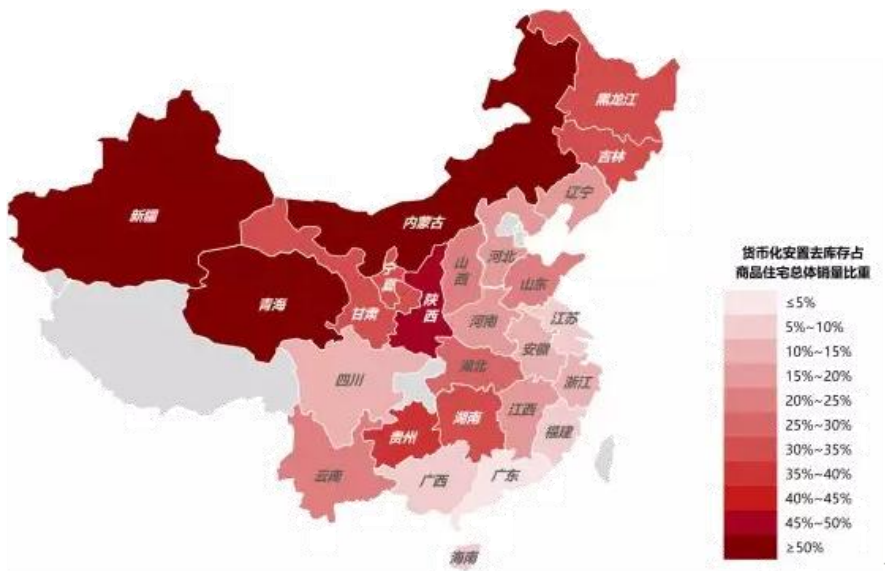 黑龙江
吉林
辽宁
新疆
内蒙古
河北
山西
宁夏
山东
青海
甘肃
陕西
河南
江苏
安徽
四川
湖北
浙江
江西
湖南
贵州
福建
云南
广西
广东
海南
货币化安置去库存占
商品住宅总体销量比重
≤5%
5%~10%
10%~15%
15%~20%
20%~25%
25%~30%
30%~35%
35%~40%
40%~45%
45%~50%
≥50%